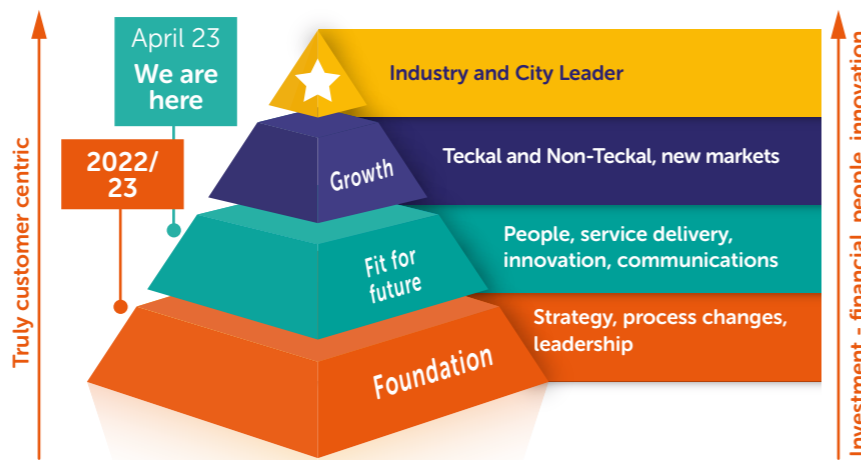 April 23
We are
here
2022/
23
Truly customer centric
Industry and City Leader
Growth
Teckal and Non-Teckal, new markets
Fit for
future
People, service delivery,
innovation, communications
Foundation
Strategy, process changes,
leadership
Investment - financial, people, innovation